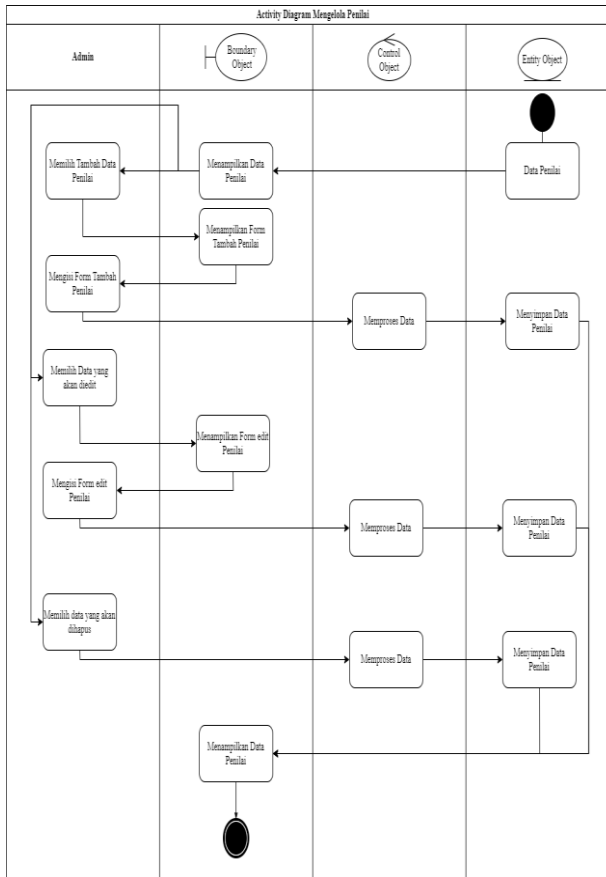 Activity Diagram Mengelola Penilai
Admin
Boundary
Object
Control
Object
Entity Object
Memilih Tambah Data
Penilai
Menampilkan Data
Penilai
Data Penilai
Menampilkan Form
Tambah Penilai
Mengisi Form Tambah
Penilai
Memproses Data
Menyimpan Data
Penilai
Memilih Data yang
akan diedit
Menampilkan Form edit
Penilai
Mengisi Form edit
Penilai
Memproses Data
Menyimpan Data
Penilai
Memilih data yang akan
dihapus
Memproses Data
Menyimpan Data
Penilai
Menampilkan Data
Penilai